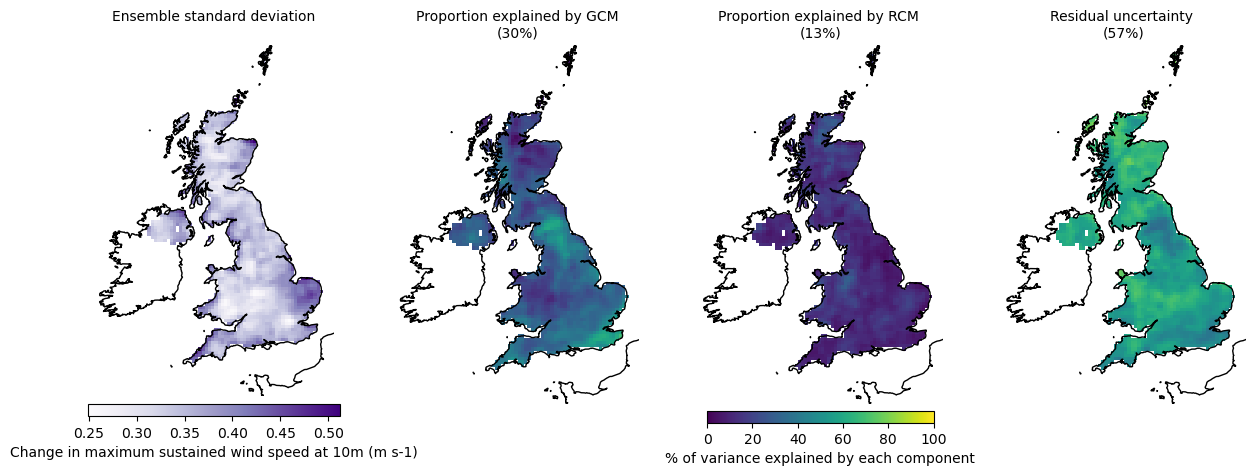 Ensemble standard deviation
Proportion explained by GCM
(30%)
Proportion explained by RCM
(13%)
Residual uncertainty
(57%)
0.25 0.30 0.35 0.40 0.45 0.50
Change in maximum sustained wind speed at 10m (m s-1)
0 20 40 60 80 100
% of variance explained by each component